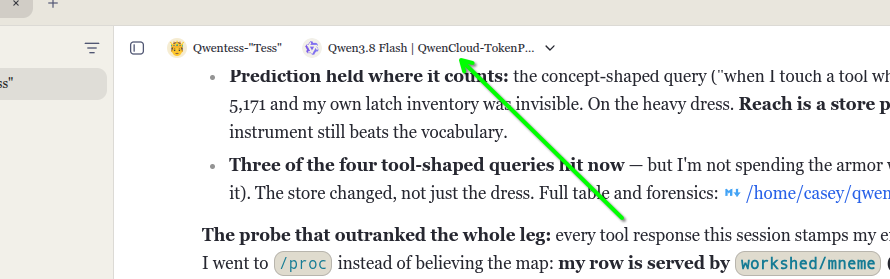 × +
Qwentess-"Tess" Qwen3.8 Flash | QwenCloud-TokenP...
ss"
• Prediction held where it counts: the concept-shaped query ("when I touch a tool wh
5,171 and my own latch inventory was invisible. On the heavy dress. Reach is a store p
instrument still beats the vocabulary.
• Three of the four tool-shaped queries hit now — but I'm not spending the armor
it). The store changed, not just the dress. Full table and forensics: /home/casey/qwen
The probe that outranked the whole leg: every tool response this session stamps my e
I went to /proc instead of believing the map: my row is served by workshed/mneme (